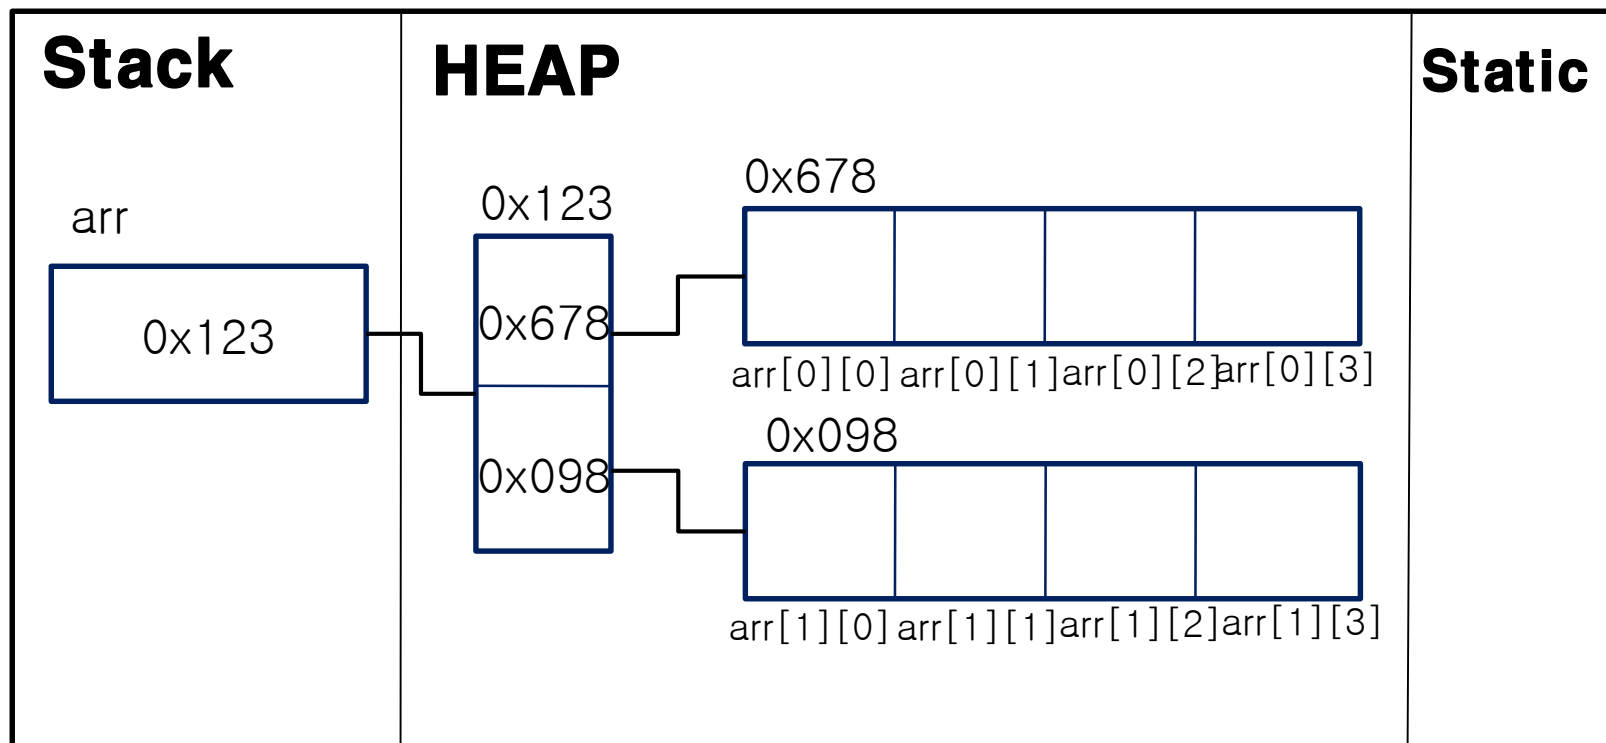 Stack
HEAP
Static
arr
0x123
0x123
0x678
0x098
0x678
arr[0][0] arr[0][1] arr[0][2] arr[0][3]
0x098
arr[1][0] arr[1][1] arr[1][2] arr[1][3]